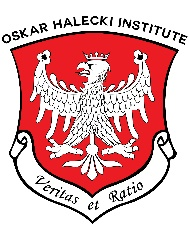 OSKAR HALECKI INSTITUTE
Veritas et Ratio